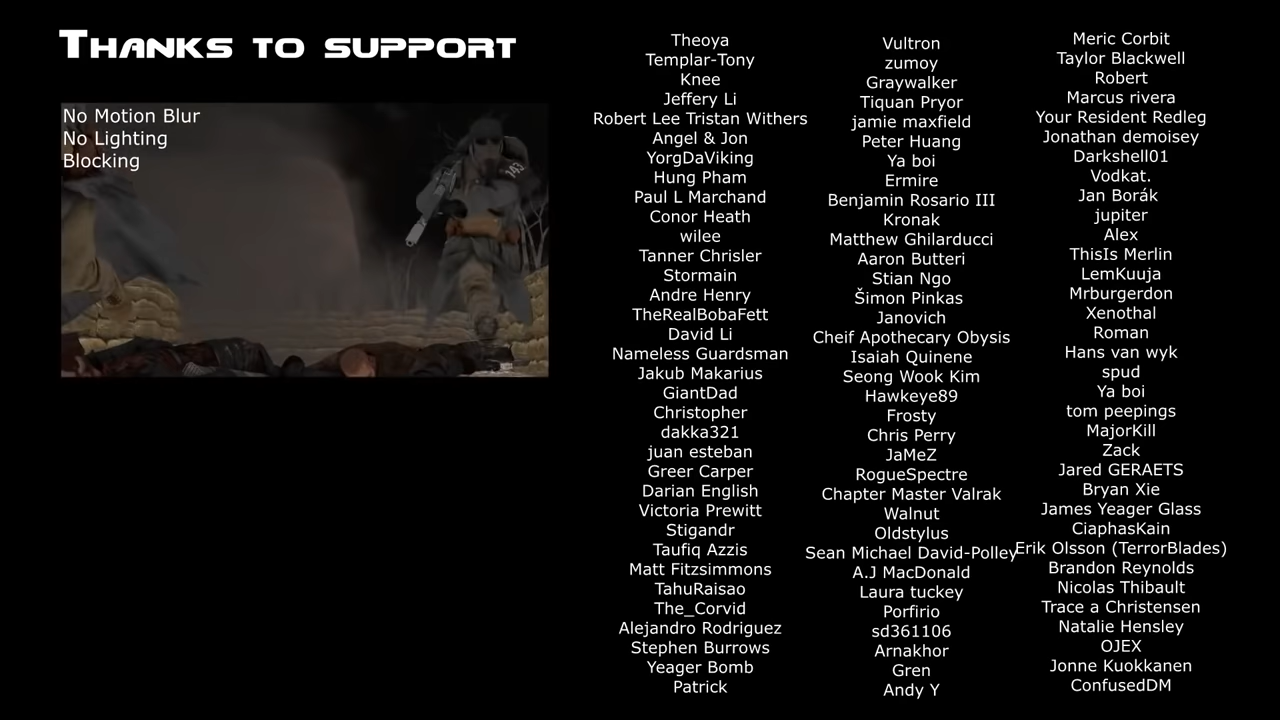 THANKS TO SUPPORT
No Motion Blur
No Lighting
Blocking
143
Theoya
Templar-Tony
Knee
Jeffery Li
Robert Lee Tristan Withers
Angel & Jon
YorgDaViking
Hung Pham
Paul L Marchand
Conor Heath
wilee
Tanner Chrisler
Stormain
Andre Henry
TheRealBobaFett
David Li
Nameless Guardsman
Jakub Makarius
GiantDad
Christopher
dakka321
juan esteban
Greer Carper
Darian English
Victoria Prewitt
Stigandr
Taufiq Azzis
Matt Fitzsimmons
TahuRaisao
The_Corvid
Alejandro Rodriguez
Stephen Burrows
Yeager Bomb
Patrick
Vultron
zumoy
Graywalker
Tiquan Pryor
jamie maxfield
Peter Huang
Ya boi
Ermire
Benjamin Rosario III
Kronak
Matthew Ghilarducci
Aaron Butteri
Stian Ngo
Šimon Pinkas
Janovich
Cheif Apothecary Obysis
Isaiah Quinene
Seong Wook Kim
Hawkeye89
Frosty
Chris Perry
JaMeZ
RogueSpectre
Chapter Master Valrak
Walnut
Oldstylus
Sean Michael David-Polley
A.J MacDonald
Laura tuckey
Porfirio
sd361106
Arnakhor
Gren
Andy Y
Meric Corbit
Taylor Blackwell
Robert
Marcus rivera
Your Resident Redleg
Jonathan demoisey
Darkshell01
Vodkat.
Jan Borák
jupiter
Alex
ThisIs Merlin
LemKuuja
Mrburgerdon
Xenothal
Roman
Hans van wyk
spud
Ya boi
tom peepings
MajorKill
Zack
Jared GERAETS
Bryan Xie
James Yeager Glass
CiaphasKain
Erik Olsson (TerrorBlades)
Brandon Reynolds
Nicolas Thibault
Trace a Christensen
Natalie Hensley
OJEX
Jonne Kuokkanen
ConfusedDM